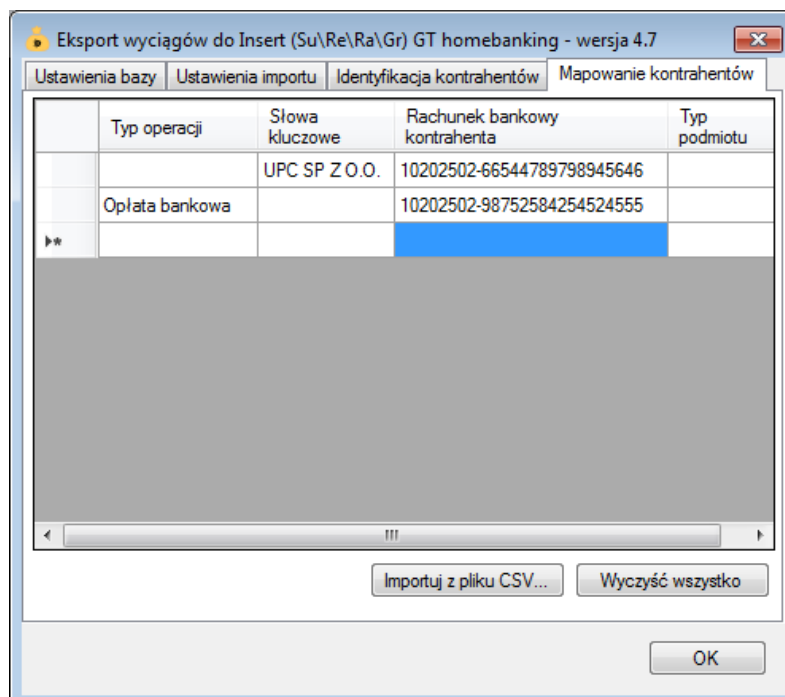 Eksport wyciągów do Insert (Su\Re\Ra\Gr) GT homebanking - wersja 4.7
Ustawienia bazy Ustawienia importu Identyfikacja kontrahentów Mapowanie kontrahentów
Typ operacji Słowa kluczowe Rachunek bankowy kontrahenta Typ podmiotu
UPC SP Z O.O. 10202502-66544789798945646
Opłata bankowa 10202502-98752584254524555
Importuj z pliku CSV... Wyczyść wszystko
OK